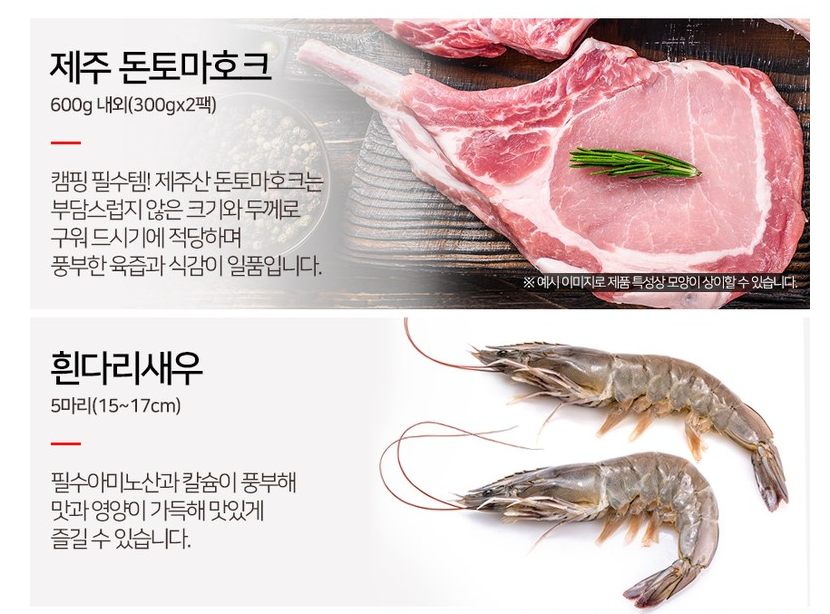 제주 돈토마호크
600g 내외(300gx2팩)
캠핑 필수템! 제주산 돈토마호크는
부담스럽지 않은 크기와 두께로
구워 드시기에 적당하며
풍부한 육즙과 식감이 일품입니다.
※ 예시 이미지로 제품 특성상 모양이 상이할 수 있습니다.
흰다리새우
5마리(15~17cm)
필수아미노산과 칼슘이 풍부해
맛과 영양이 가득해 맛있게
즐길 수 있습니다.